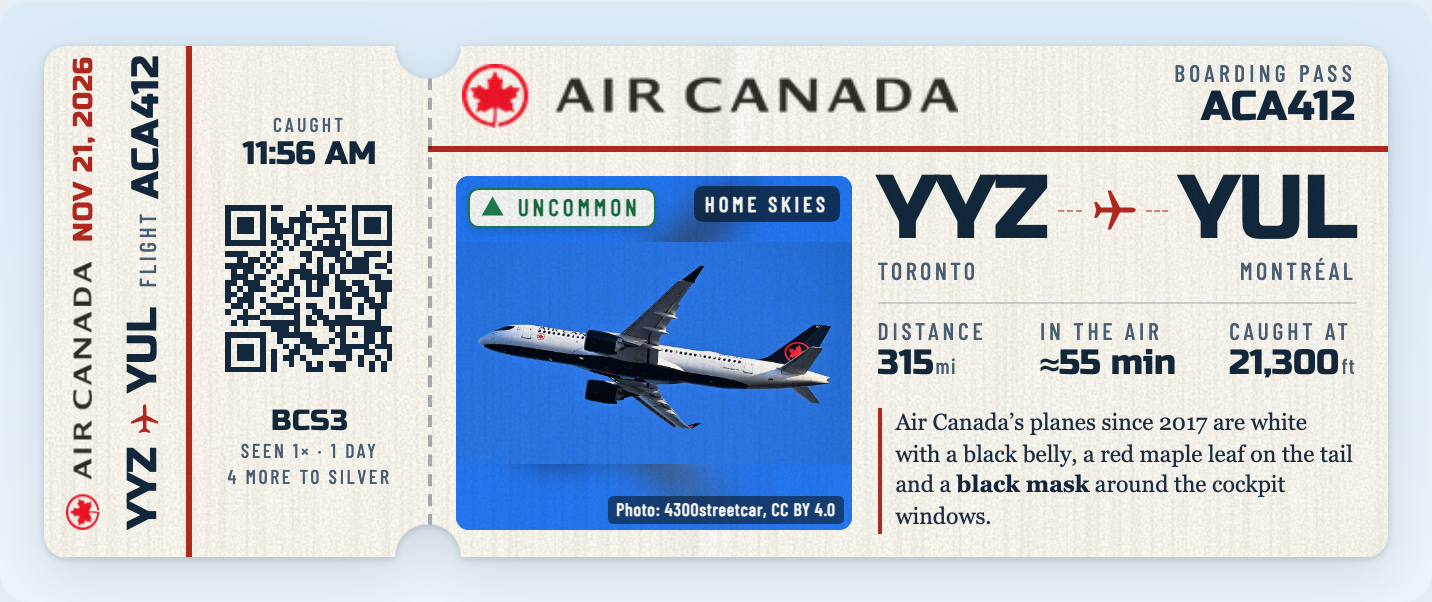 AIR CANADA NOV 21, 2026
YYZ YUL FLIGHT ACA412
CAUGHT
11:56 AM
BCS3
SEEN 1× · 1 DAY
4 MORE TO SILVER
AIR CANADA
BOARDING PASS
ACA412
UNCOMMON
HOME SKIES
Photo: 4300streetcar, CC BY 4.0
YYZ YUL
TORONTO MONTRÉAL
DISTANCE IN THE AIR CAUGHT AT
315mi ≈55 min 21,300ft
Air Canada’s planes since 2017 are white
with a black belly, a red maple leaf on the tail
and a black mask around the cockpit
windows.